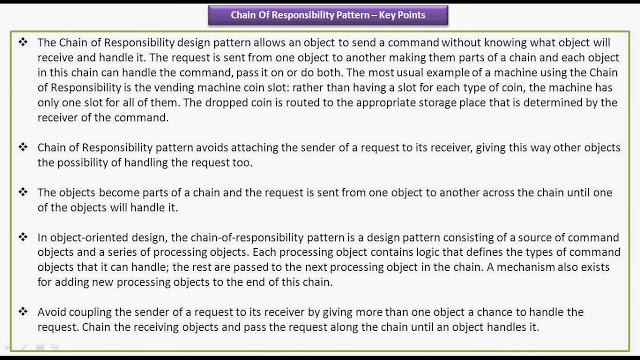 Chain Of Responsibility Pattern – Key Points
❖ The Chain of Responsibility design pattern allows an object to send a command without knowing what object will
receive and handle it. The request is sent from one object to another making them parts of a chain and each object
in this chain can handle the command, pass it on or do both. The most usual example of a machine using the Chain
of Responsibility is the vending machine coin slot: rather than having a slot for each type of coin, the machine has
only one slot for all of them. The dropped coin is routed to the appropriate storage place that is determined by the
receiver of the command.
❖ Chain of Responsibility pattern avoids attaching the sender of a request to its receiver, giving this way other objects
the possibility of handling the request too.
❖ The objects become parts of a chain and the request is sent from one object to another across the chain until one
of the objects will handle it.
❖ In object-oriented design, the chain-of-responsibility pattern is a design pattern consisting of a source of command
objects and a series of processing objects. Each processing object contains logic that defines the types of command
objects that it can handle; the rest are passed to the next processing object in the chain. A mechanism also exists
for adding new processing objects to the end of this chain.
❖ Avoid coupling the sender of a request to its receiver by giving more than one object a chance to handle the
request. Chain the receiving objects and pass the request along the chain until an object handles it.